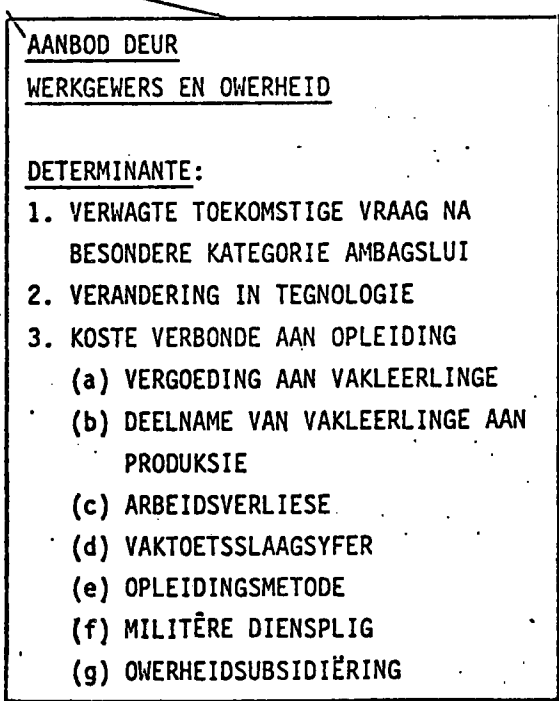 AANBOD DEUR
WERKGEWERS EN OWERHEID
DETERMINANTE:
1. VERWAGTE TOEKOMSTIGE VRAAG NA
BESONDERE KATEGORIE AMBAGSLUI
2. VERANDERING IN TEGNOLOGIE
3. KOSTE VERBONDE AAN OPLEIDING
(a) VERGOEDING AAN VAKLEERLINGE
(b) DEELNAME VAN VAKLEERLINGE AAN
PRODUKSIE
(c) ARBEIDSVERLIESE
(d) VAKTOETSSLAAGSYFER
(e) OPLEIDINGSMETODE
(f) MILITÊRE DIENSPLIG
(g) OWERHEIDSUBSIDIËRING